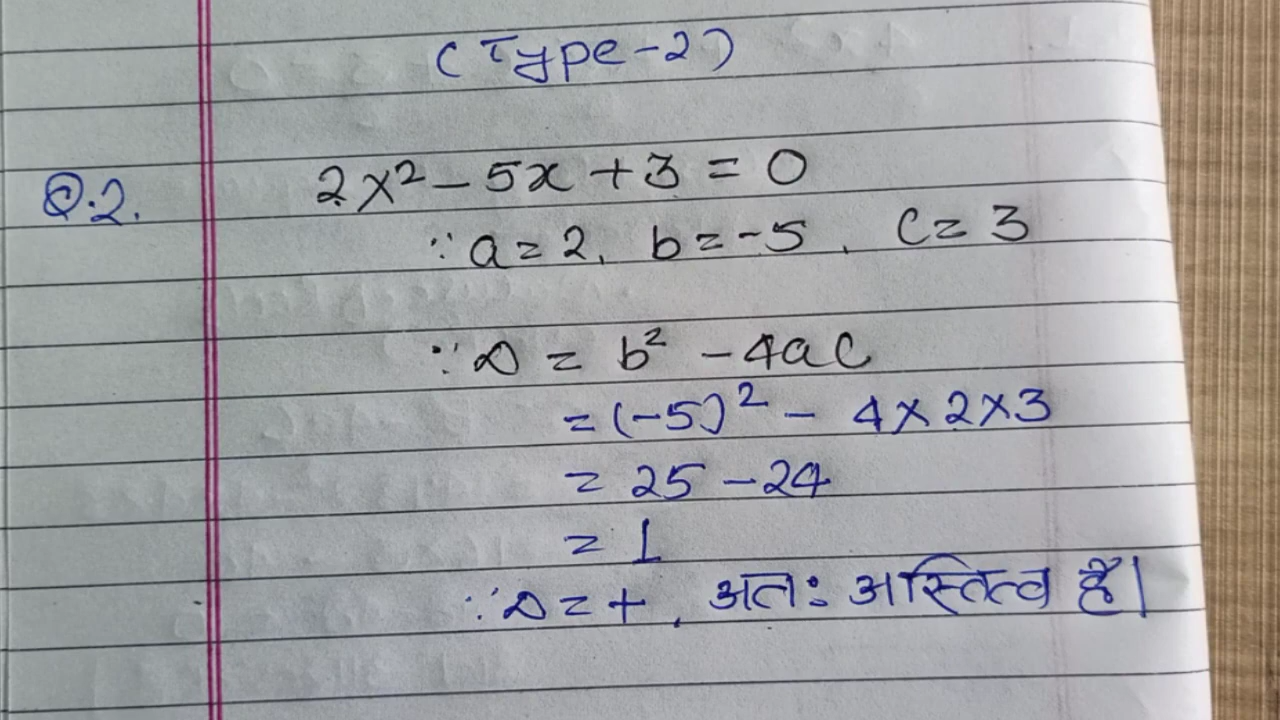 (Type-2)
Q.2. 2x² - 5x + 3 = 0
∵ a = 2, b = -5, c = 3
∵ D = b² - 4ac
= (-5)² - 4×2×3
= 25 - 24
= 1
∵ D = +, अतः अस्तित्व हैं।